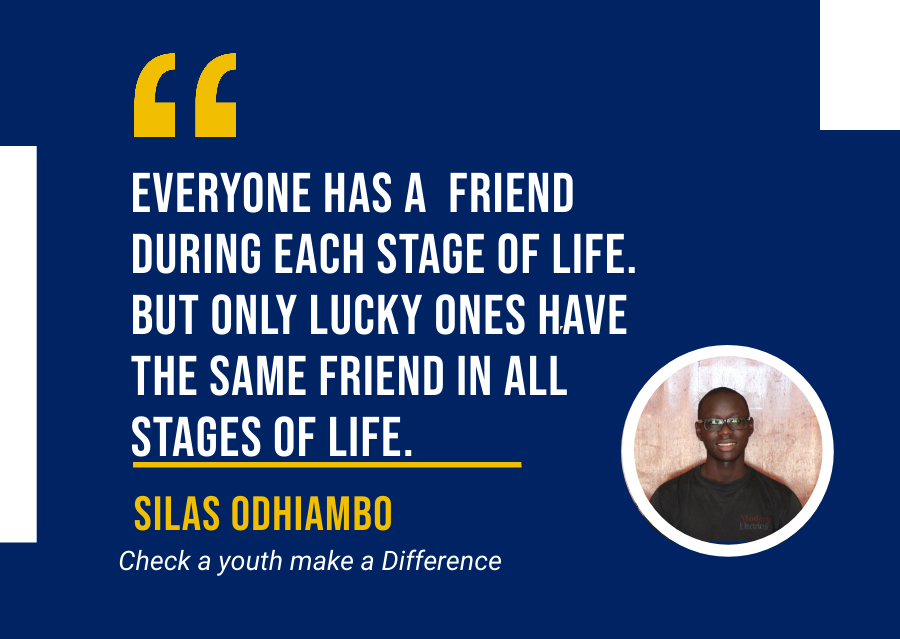 “
EVERYONE HAS A FRIEND
DURING EACH STAGE OF LIFE.
BUT ONLY LUCKY ONES HAVE
THE SAME FRIEND IN ALL
STAGES OF LIFE.
SILAS ODHIAMBO
Check a youth make a Difference